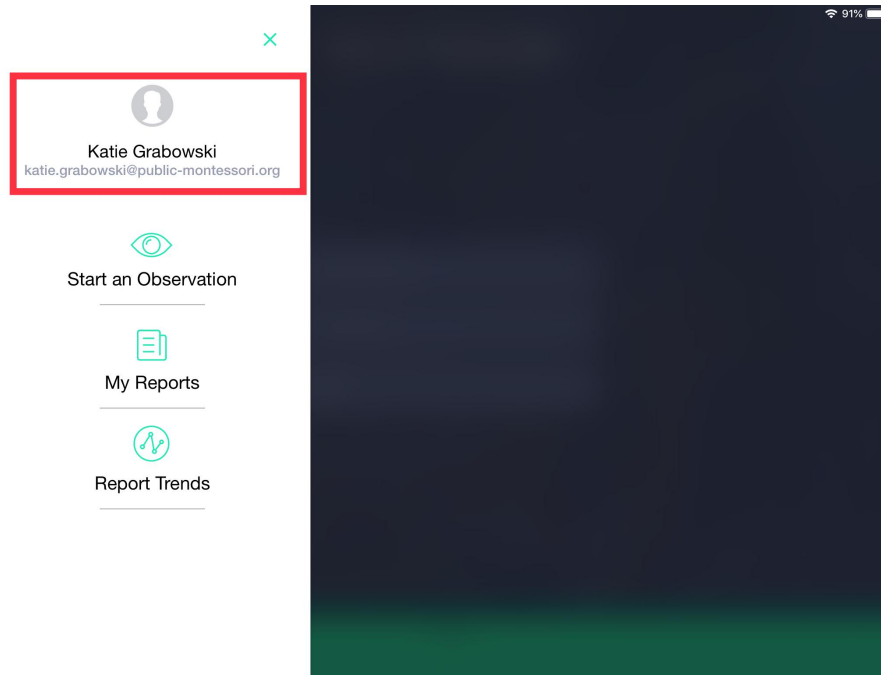 91%
Katie Grabowski
katie.grabowski@public-montessori.org
Start an Observation
My Reports
Report Trends